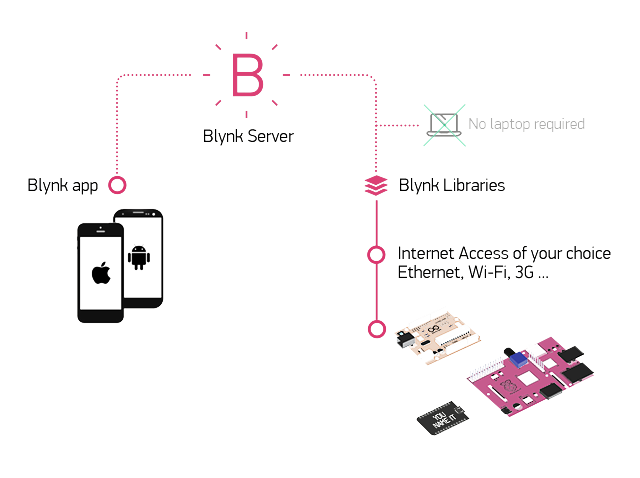 B
Blynk Server
No laptop required
Blynk app
Blynk Libraries
Internet Access of your choice
Ethernet, Wi-Fi, 3G ...
YOU
NAME IT